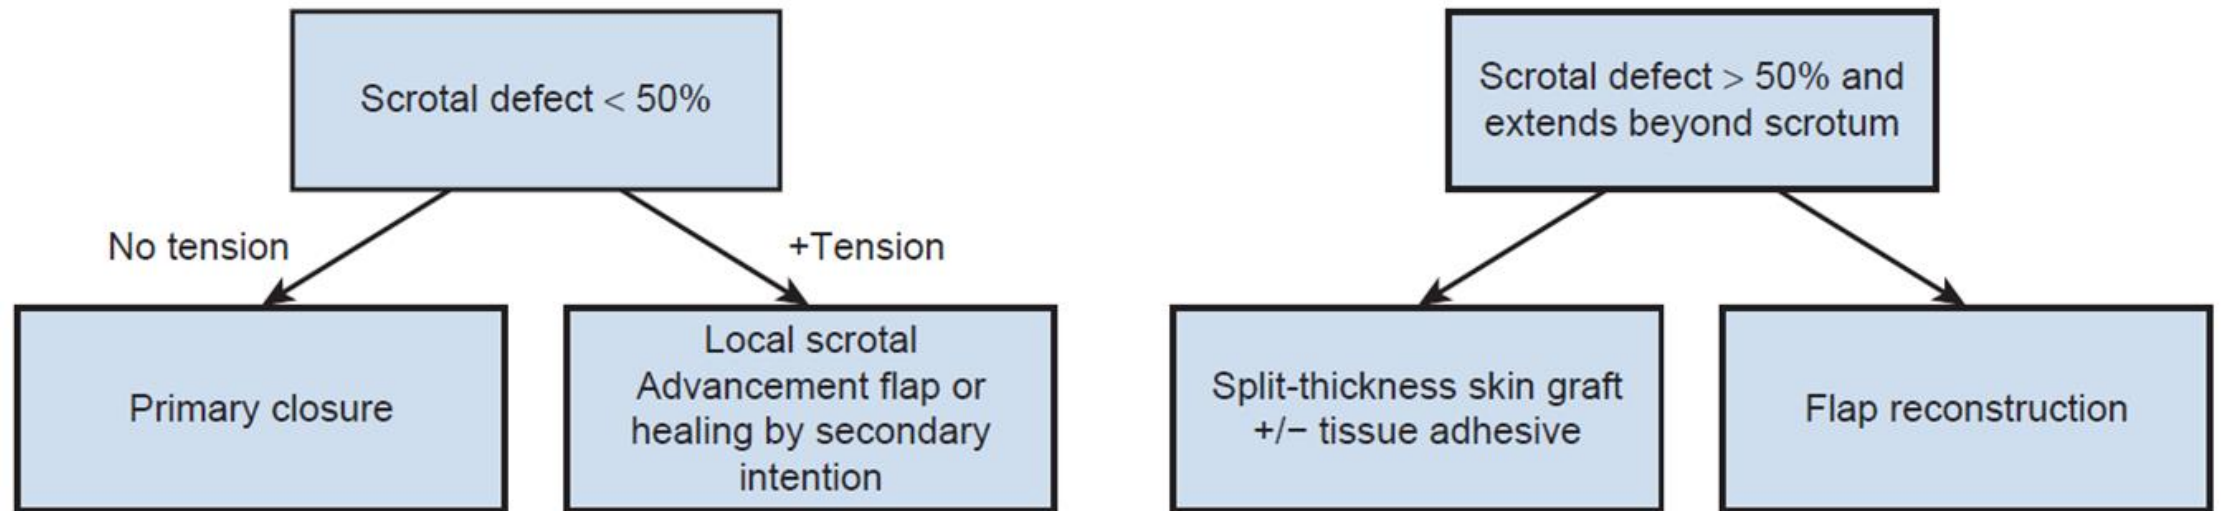 Scrotal defect < 50%
Scrotal defect > 50% and
extends beyond scrotum
No tension
+Tension
Primary closure
Local scrotal
Advancement flap or
healing by secondary
intention
Split-thickness skin graft
+/− tissue adhesive
Flap reconstruction